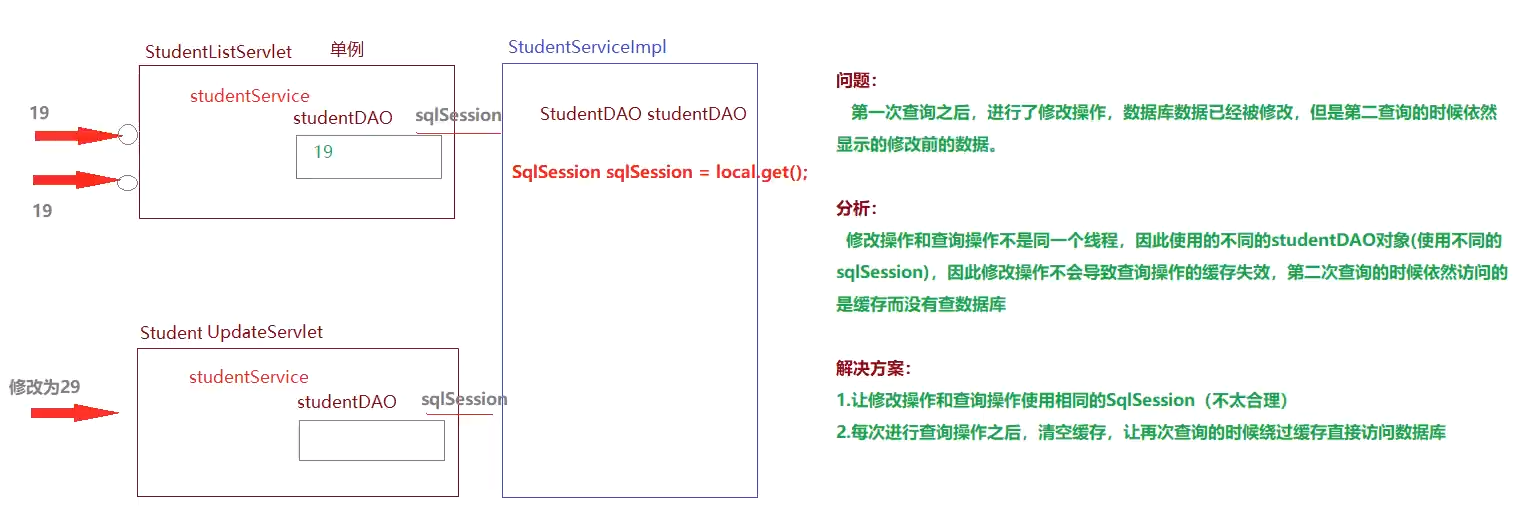 StudentListServlet 单例
studentService
studentDAO
sqlSession
19
19
19
StudentServiceImpl
StudentDAO studentDAO
SqlSession sqlSession = local.get();
Student UpdateServlet
studentService
修改为29
studentDAO
sqlSession
问题：
第一次查询之后，进行了修改操作，数据库数据已经被修改，但是第二查询的时候依然
显示的修改前的数据。
分析：
修改操作和查询操作不是同一个线程，因此使用的不同的studentDAO对象(使用不同的
sqlSession)，因此修改操作不会导致查询操作的缓存失效，第二次查询的时候依然访问的
是缓存而没有查数据库
解决方案：
1.让修改操作和查询操作使用相同的SqlSession（不太合理）
2.每次进行查询操作之后，清空缓存，让再次查询的时候绕过缓存直接访问数据库